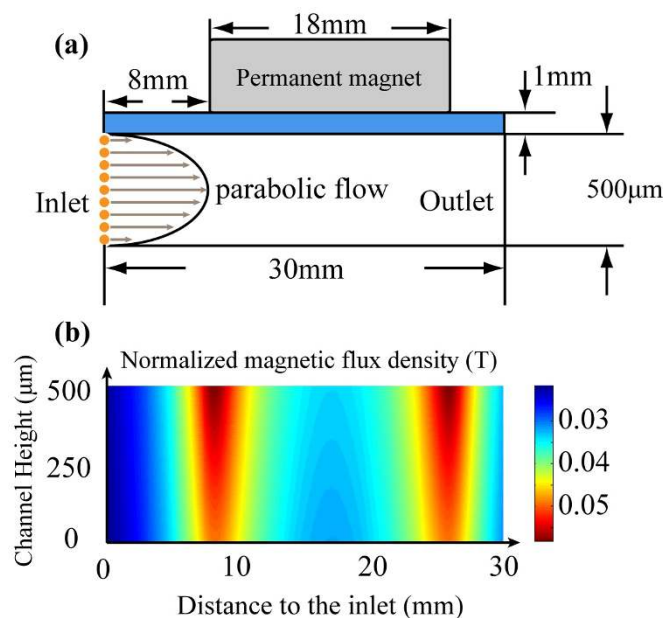 (a)
18mm
8mm
Permanent magnet
1mm
Inlet
parabolic flow
Outlet
500μm
30mm
(b)
Normalized magnetic flux density (T)
Channel Height (μm)
500
250
0
0
10
20
30
Distance to the inlet (mm)
0.03
0.04
0.05